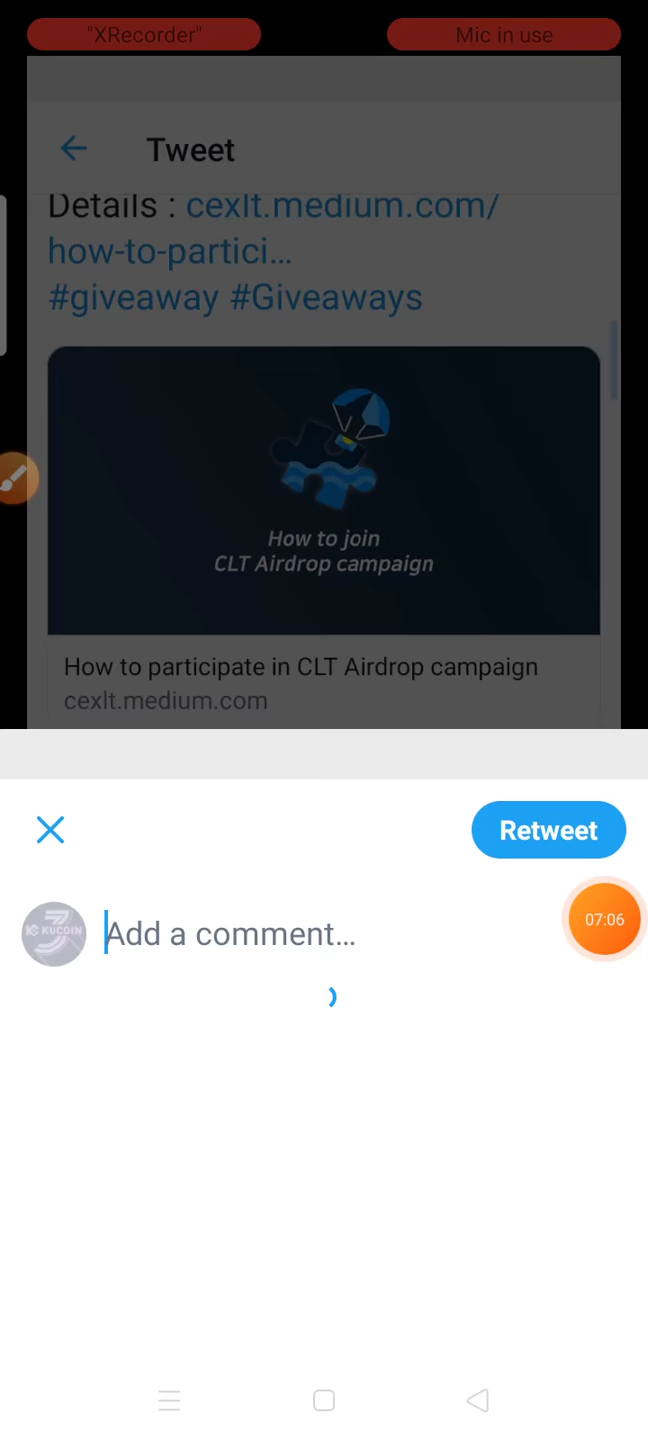 "XRecorder" Mic in use
Tweet
Details : cexlt.medium.com/
how-to-partici...
#giveaway #Giveaways
How to join
CLT Airdrop campaign
How to participate in CLT Airdrop campaign
cexlt.medium.com
Retweet
KUCOIN
Add a comment...
07:06